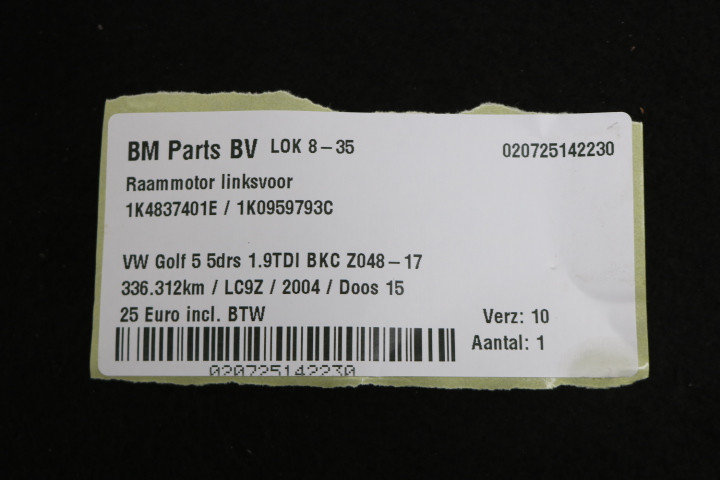 BM Parts BV LOK 8-35 020725142230
Raammotor linksvoor
1K4837401E / 1K0959793C
VW Golf 5 5drs 1.9TDI BKC Z048-17
336.312km / LC9Z / 2004 / Doos 15
25 Euro incl. BTW Verz: 10
Aantal: 1
020725142230